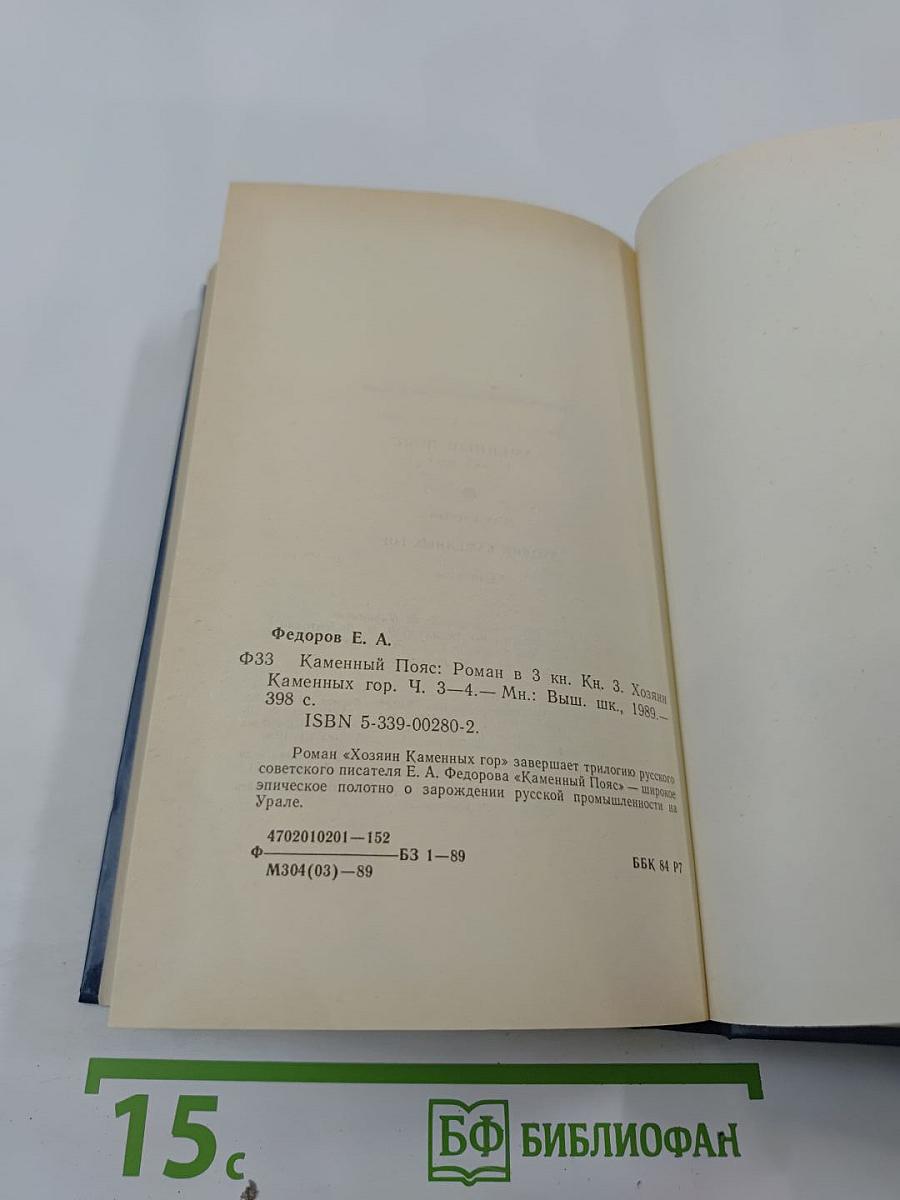 Федоров Е. А.
Ф33 Каменный Пояс: Роман в 3 кн. Кн. 3. Хозяин
Каменных гор. Ч. 3—4.— Мн.: Выш. шк., 1989.—
398 с.
ISBN 5-339-00280-2.
Роман «Хозяин Каменных гор» завершает трилогию русского
советского писателя Е. А. Федорова «Каменный Пояс» — широкое
эпическое полотно о зарождении русской промышленности на
Урале.
4702010201—152
Ф————БЗ 1—89
М304(03)—89
ББК 84 Р7
15 с
БФ БИБЛИОФАН